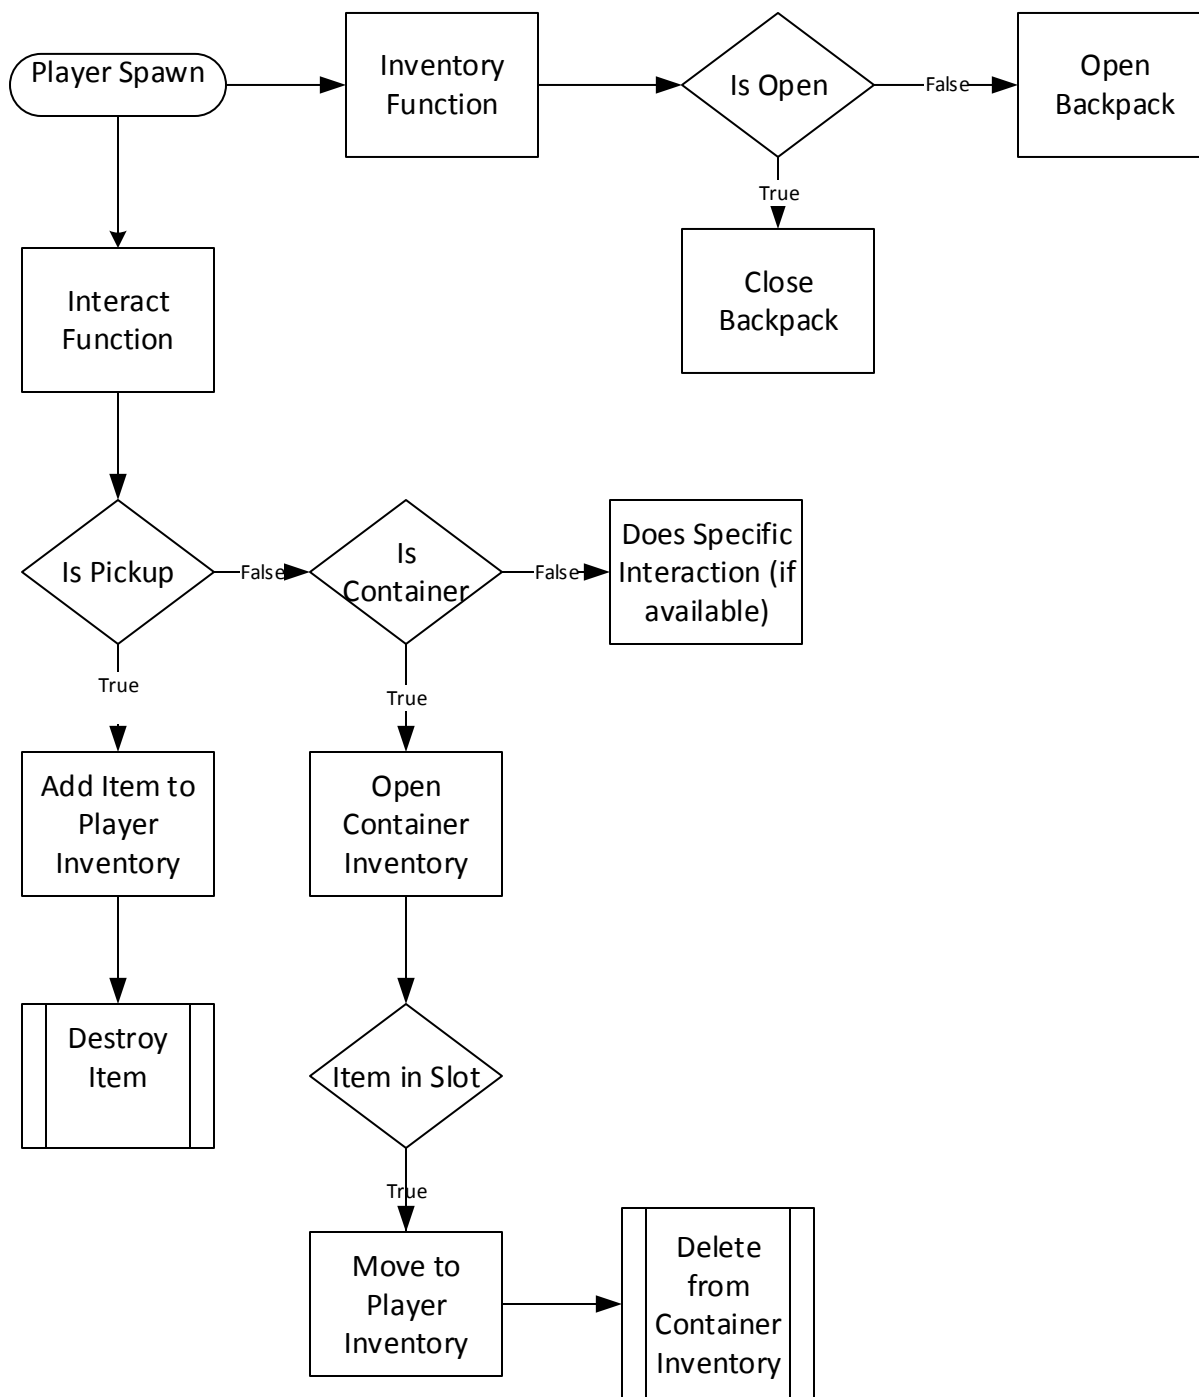 Player Spawn
Inventory
Function
Is Open
False
Open
Backpack
True
Close
Backpack
Interact
Function
Is Pickup
False
Is
Container
False
Does Specific
Interaction (if
available)
True
True
Add Item to
Player
Inventory
Open
Container
Inventory
Destroy
Item
Item in Slot
True
Move to
Player
Inventory
Delete
from
Container
Inventory